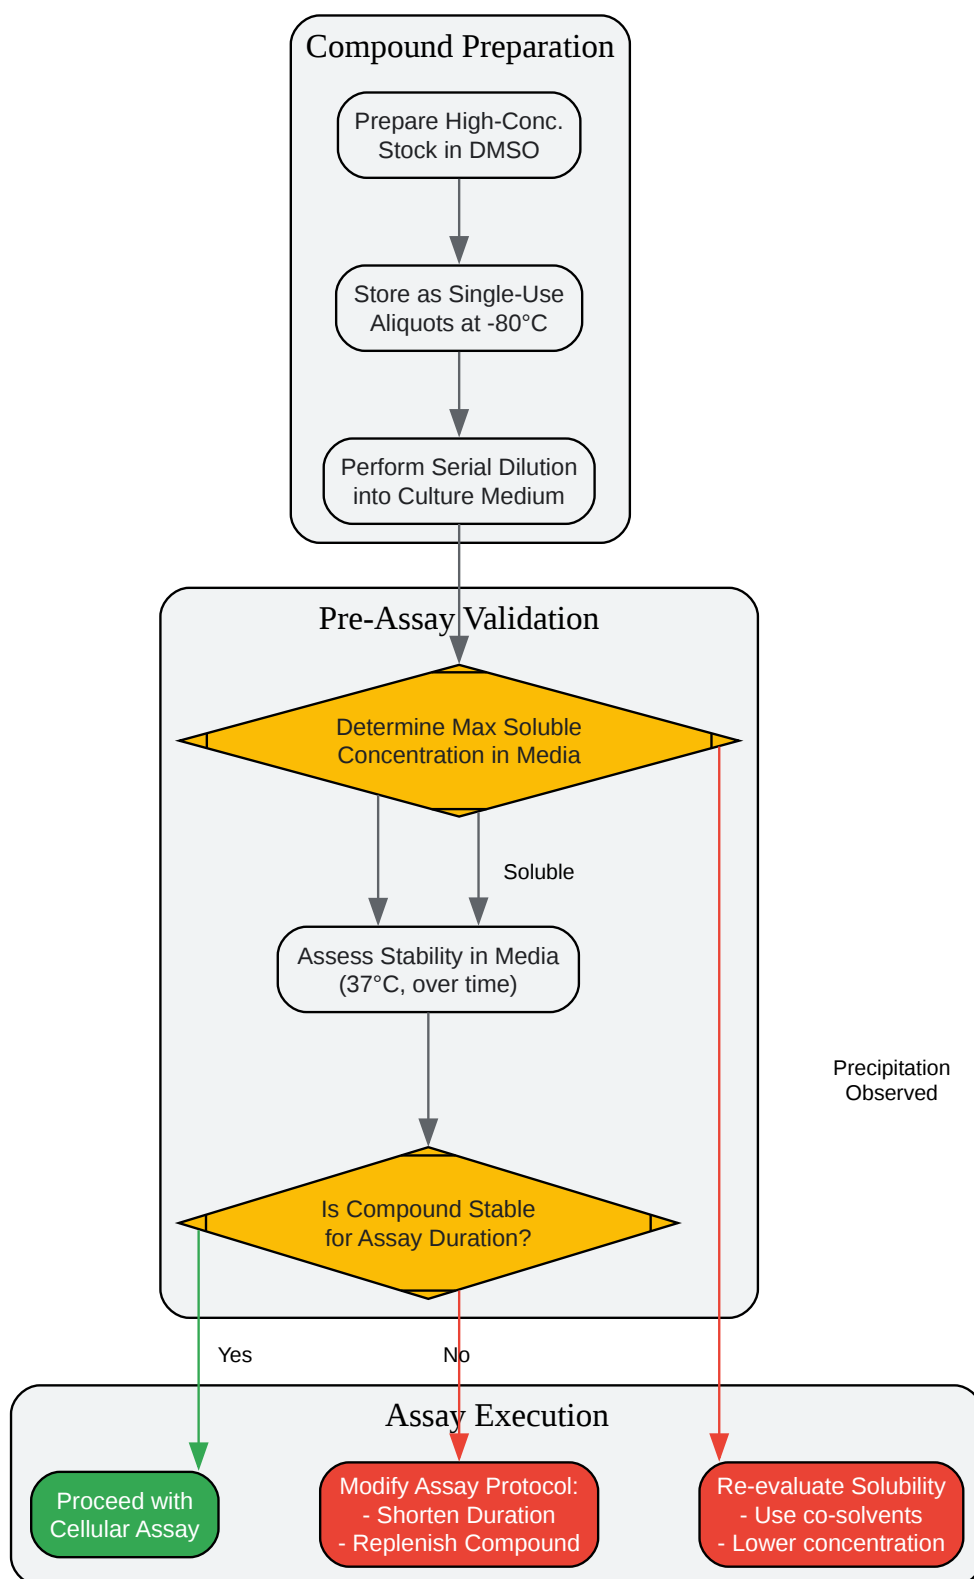 Compound Preparation
Prepare High-Conc.
Stock in DMSO
Store as Single-Use
Aliquots at -80°C
Perform Serial Dilution
into Culture Medium
Pre-Assay Validation
Determine Max Soluble
Concentration in Media
Soluble
Assess Stability in Media
(37°C, over time)
Precipitation
Observed
Is Compound Stable
for Assay Duration?
Yes
No
Assay Execution
Proceed with
Cellular Assay
Modify Assay Protocol:
- Shorten Duration
- Replenish Compound
Re-evaluate Solubility
- Use co-solvents
- Lower concentration